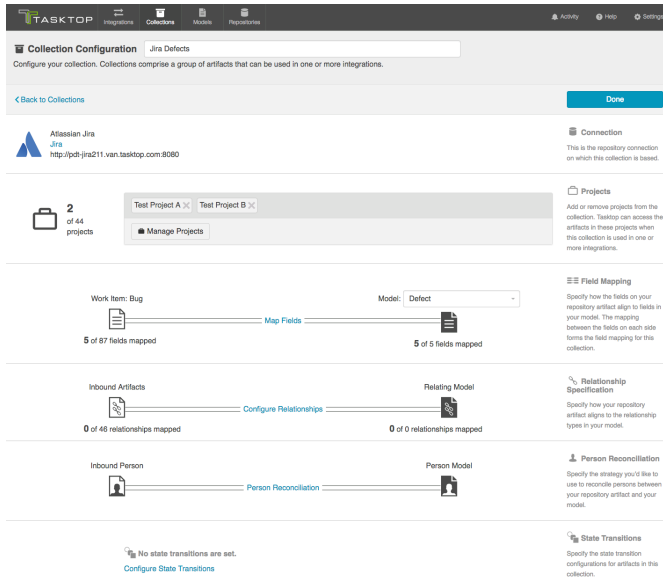 TASKTOP
Integrations
Collections
Models
Repositories
Activity
Help
Settings
Collection Configuration
Jira Defects
Configure your collection. Collections comprise a group of artifacts that can be used in one or more integrations.
Back to Collections
Done
Atlassian Jira
Jira
http://pdt-jira211.van.tasktop.com:8080
Connection
This is the repository connection
on which this collection is based.
2
of 44
projects
Test Project A
Test Project B
Manage Projects
Projects
Add or remove projects from the
collection. Tasktop can access the
artifacts in these projects when
this collection is used in one or
more integrations.
Work Item: Bug
Model:
Defect
Map Fields
5 of 87 fields mapped
5 of 5 fields mapped
Field Mapping
Specify how the fields on your
repository artifact align to fields in
your model. The mapping
between the fields on each side
forms the field mapping for this
collection.
Inbound Artifacts
Relating Model
Configure Relationships
0 of 46 relationships mapped
0 of 0 relationships mapped
Relationship
Specification
Specify how your repository
artifact aligns to the relationship
types in your model.
Inbound Person
Person Model
Person Reconciliation
Person Reconciliation
Specify the strategy you'd like to
use to reconcile persons between
your repository artifact and your
model.
No state transitions are set.
Configure State Transitions
State Transitions
Specify the state transition
configurations for artifacts in this
collection.